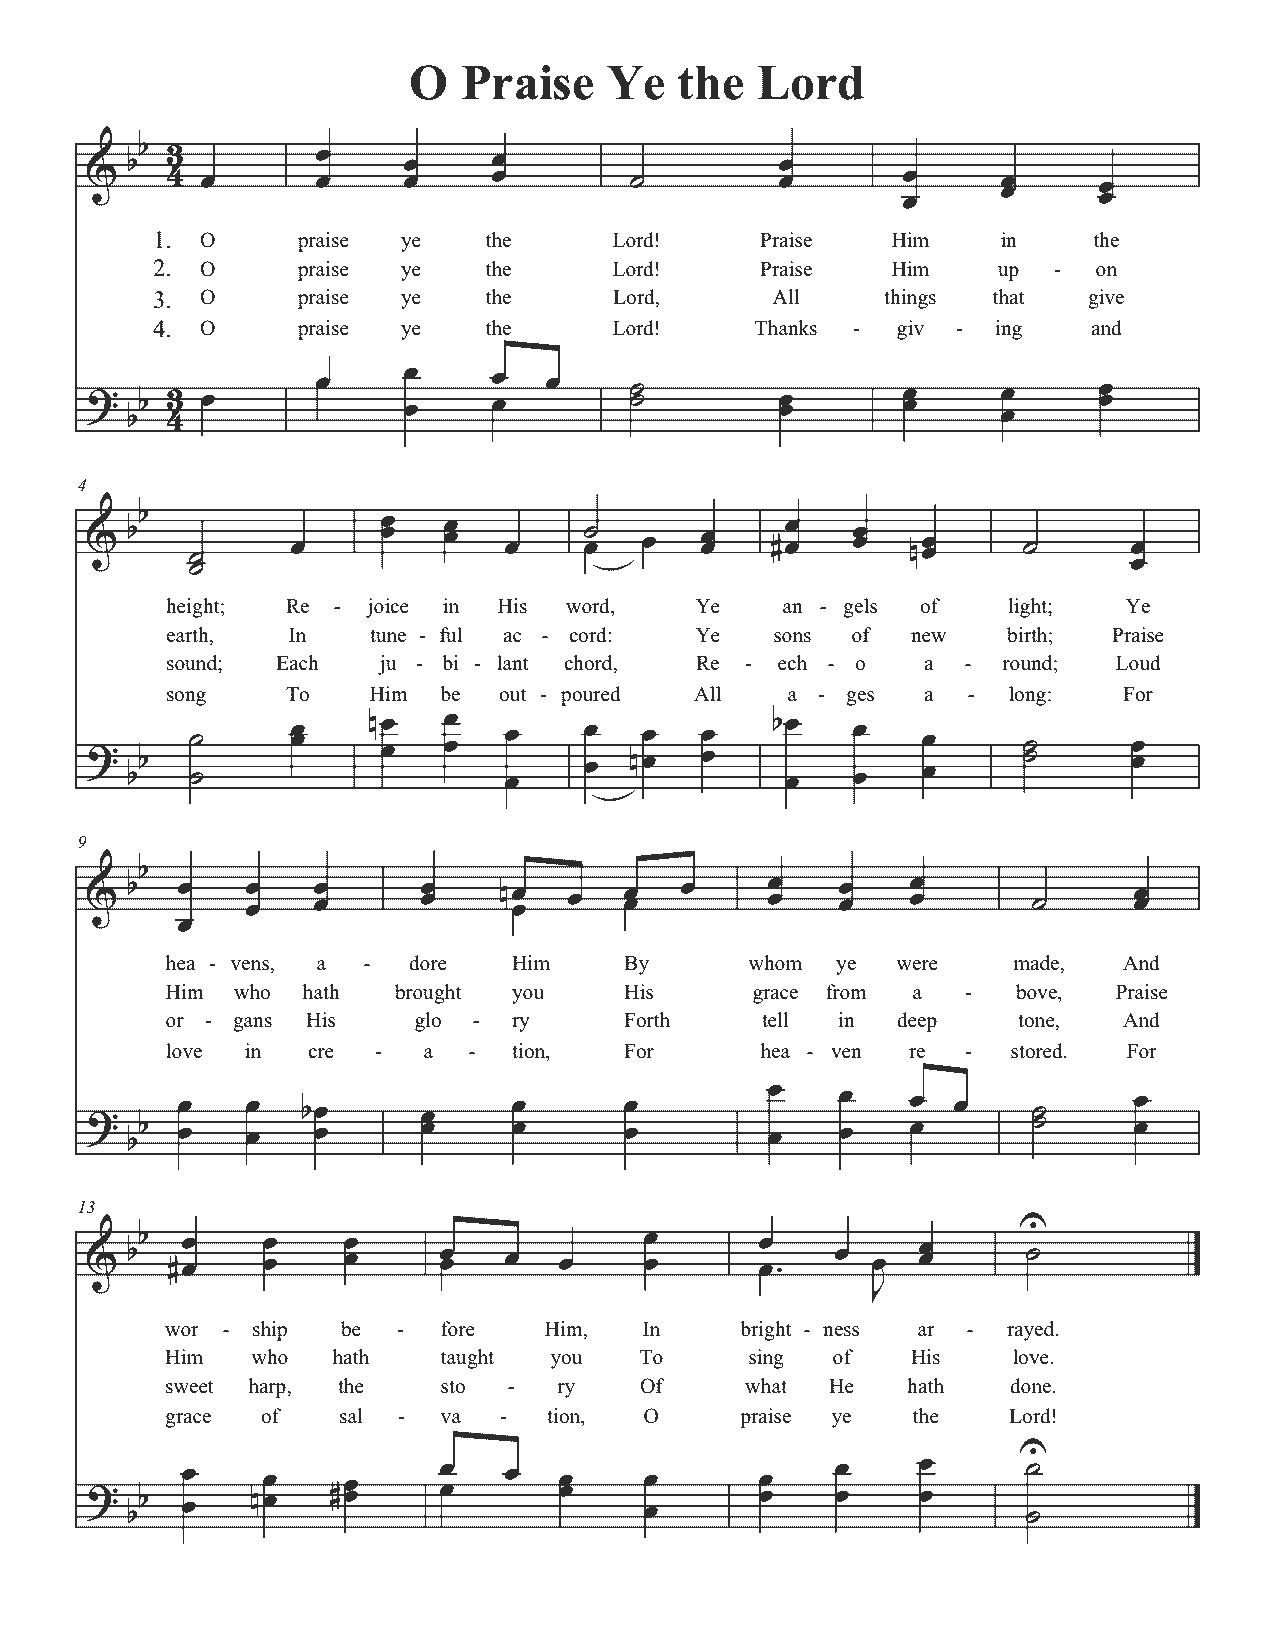 O Praise Ye the Lord
1. O praise ye the Lord! Praise Him in the
2. O praise ye the Lord! Praise Him up - on
3. O praise ye the Lord, All things that give
4. O praise ye the Lord! Thanks - giv - ing and
4
height; Re - joice in His word, Ye an - gels of light; Ye
earth, In tune - ful ac - cord: Ye sons of new birth; Praise
sound; Each ju - bi - lant chord, Re - ech - o a - round; Loud
song To Him be out - poured All a - ges a - long: For
9
hea - vens, a - dore Him By whom ye were made, And
Him who hath brought you His grace from a - bove, Praise
or - gans His glo - ry Forth tell in deep tone, And
love in cre - a - tion, For hea - ven re - stored. For
13
wor - ship be - fore Him, In bright - ness ar - rayed.
Him who hath taught you To sing of His love.
sweet harp, the sto - ry Of what He hath done.
grace of sal - va - tion, O praise ye the Lord!